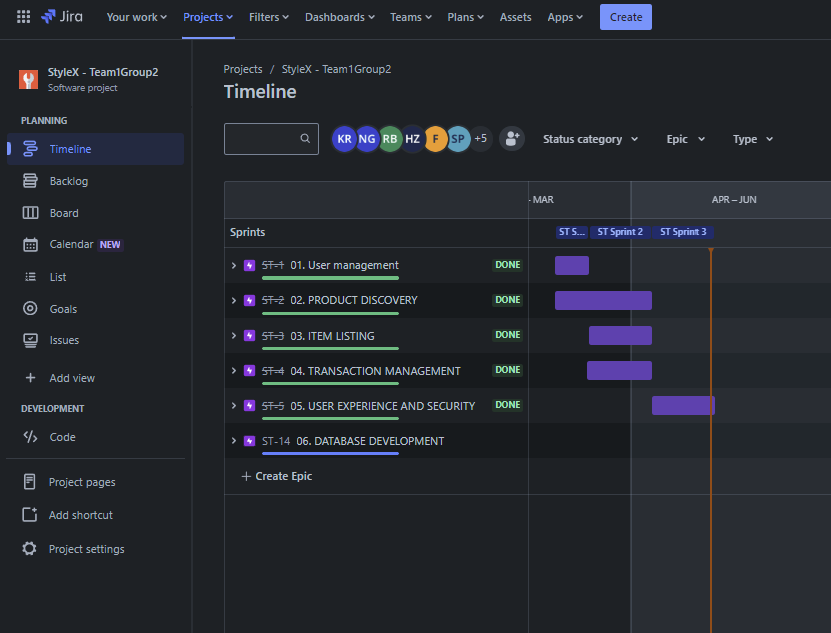 Jira Your work Projects Filters Dashboards Teams Plans Assets Apps Create
StyleX - Team1Group2
Software project
PLANNING
Timeline
Backlog
Board
Calendar NEW
List
Goals
Issues
Add view
DEVELOPMENT
Code
Project pages
Add shortcut
Project settings
Projects / StyleX - Team1Group2
Timeline
KR NG RB HZ F SP +5 Status category Epic Type
- MAR APR – JUN
Sprints ST S... ST Sprint 2 ST Sprint 3
ST-1 01. User management DONE
ST-2 02. PRODUCT DISCOVERY DONE
ST-3 03. ITEM LISTING DONE
ST-4 04. TRANSACTION MANAGEMENT DONE
ST-5 05. USER EXPERIENCE AND SECURITY DONE
ST-14 06. DATABASE DEVELOPMENT
+ Create Epic